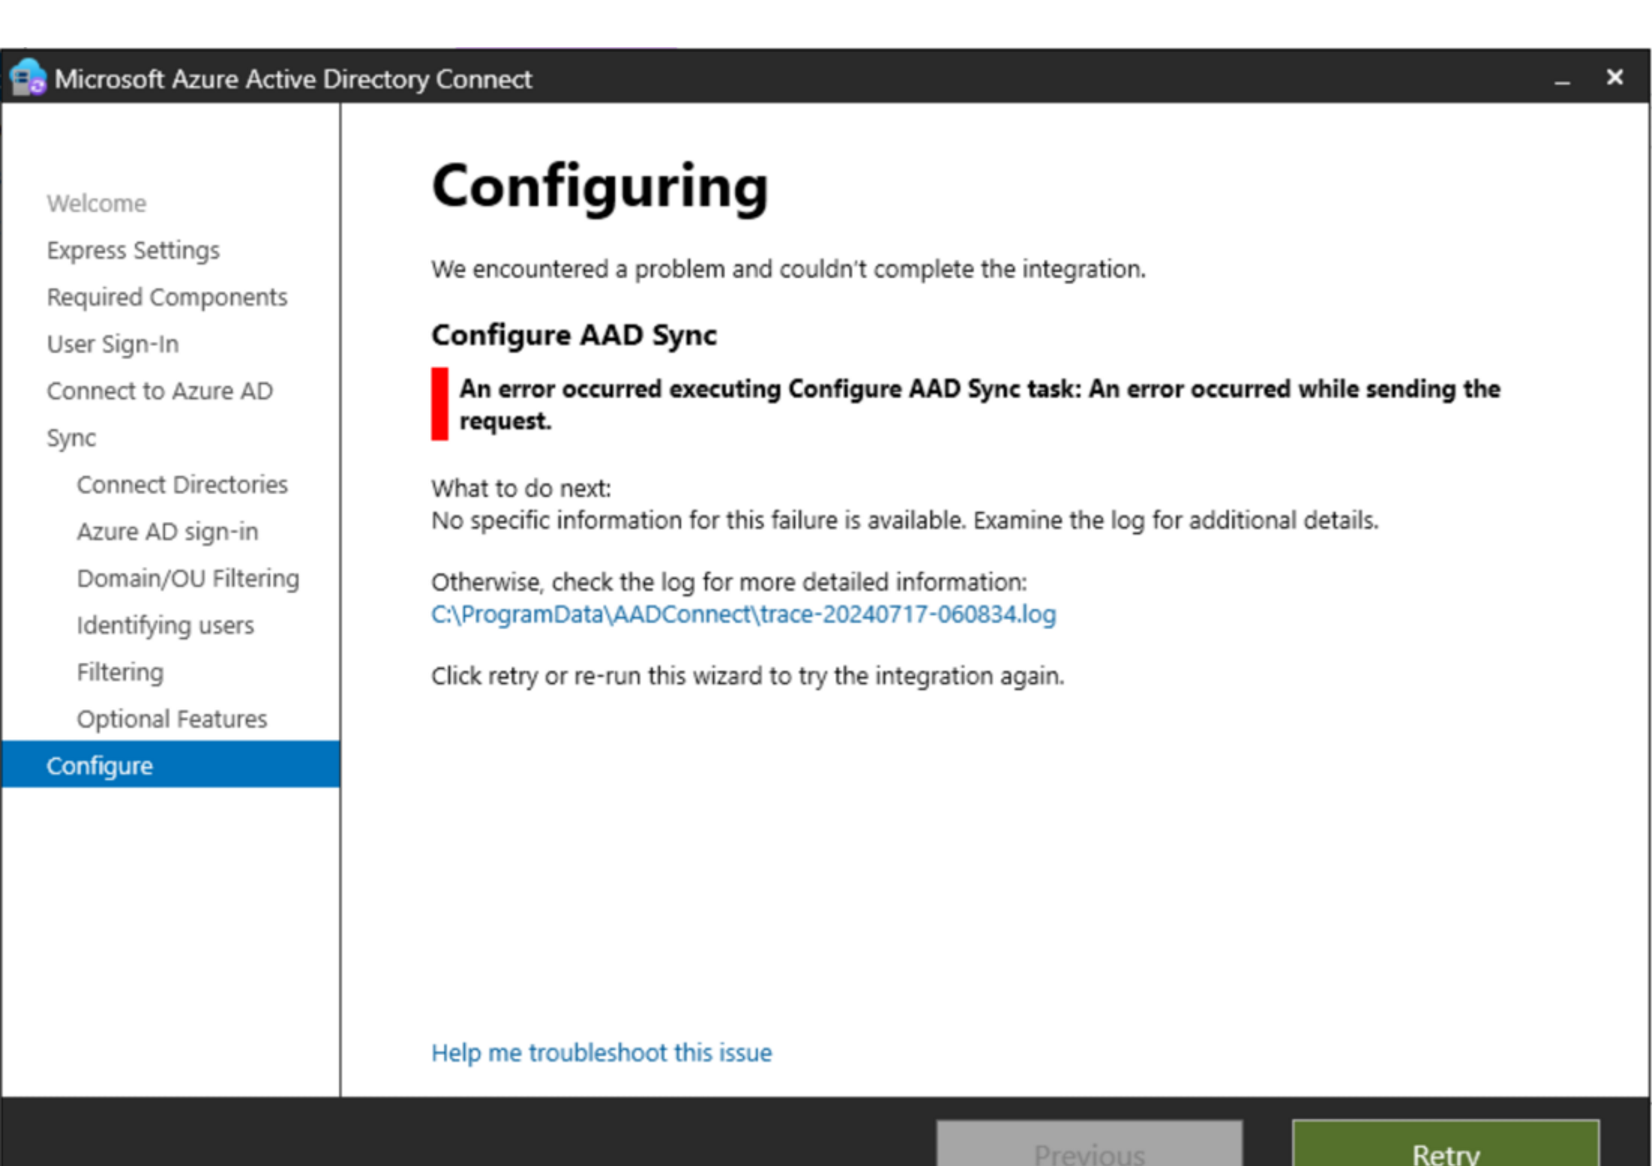 Microsoft Azure Active Directory Connect
Welcome
Express Settings
Required Components
User Sign-In
Connect to Azure AD
Sync
Connect Directories
Azure AD sign-in
Domain/OU Filtering
Identifying users
Filtering
Optional Features
Configure
Configuring
We encountered a problem and couldn't complete the integration.
Configure AAD Sync
An error occurred executing Configure AAD Sync task: An error occurred while sending the
request.
What to do next:
No specific information for this failure is available. Examine the log for additional details.
Otherwise, check the log for more detailed information:
C:\ProgramData\AADConnect\trace-20240717-060834.log
Click retry or re-run this wizard to try the integration again.
Help me troubleshoot this issue
Previous
Retry